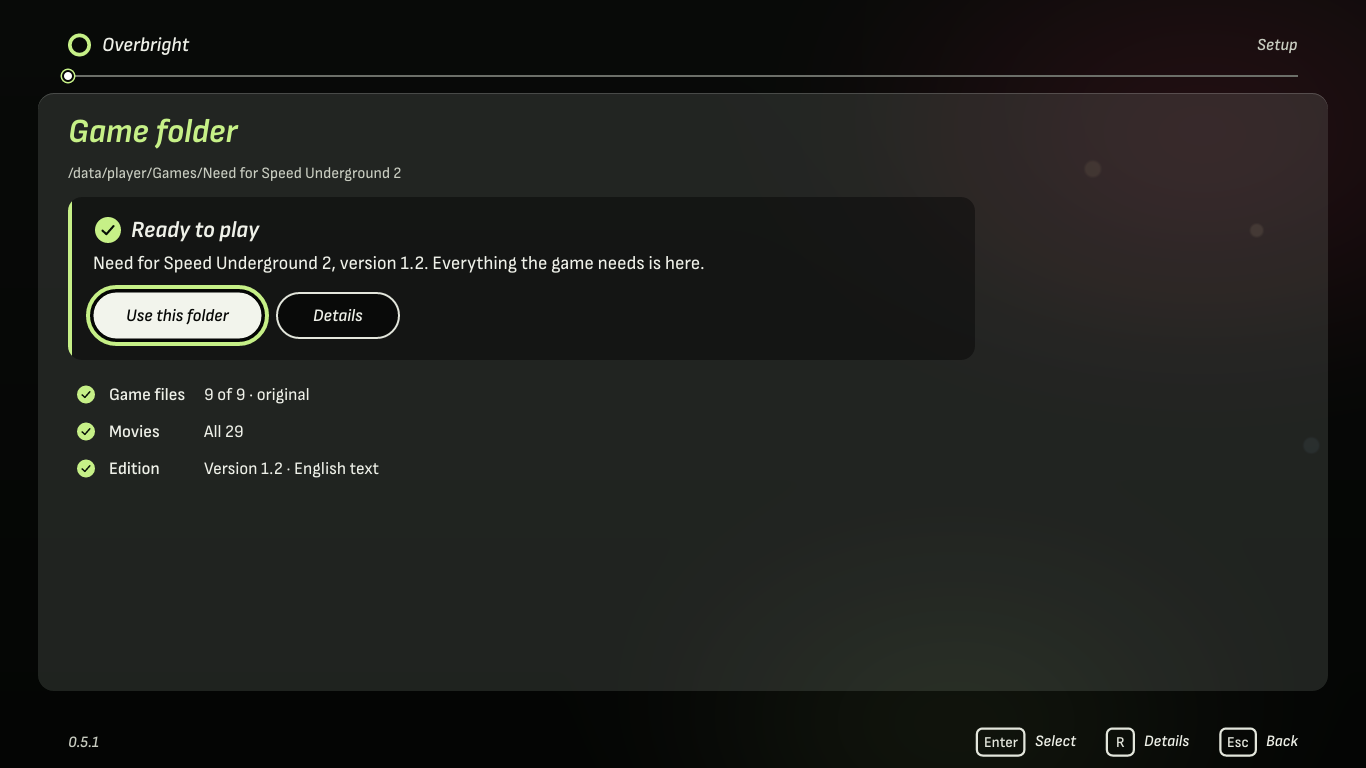 Overbright
Setup
Game folder
/data/player/Games/Need for Speed Underground 2
Ready to play
Need for Speed Underground 2, version 1.2. Everything the game needs is here.
Use this folder
Details
Game files 9 of 9 · original
Movies All 29
Edition Version 1.2 · English text
0.5.1
Enter Select R Details Esc Back